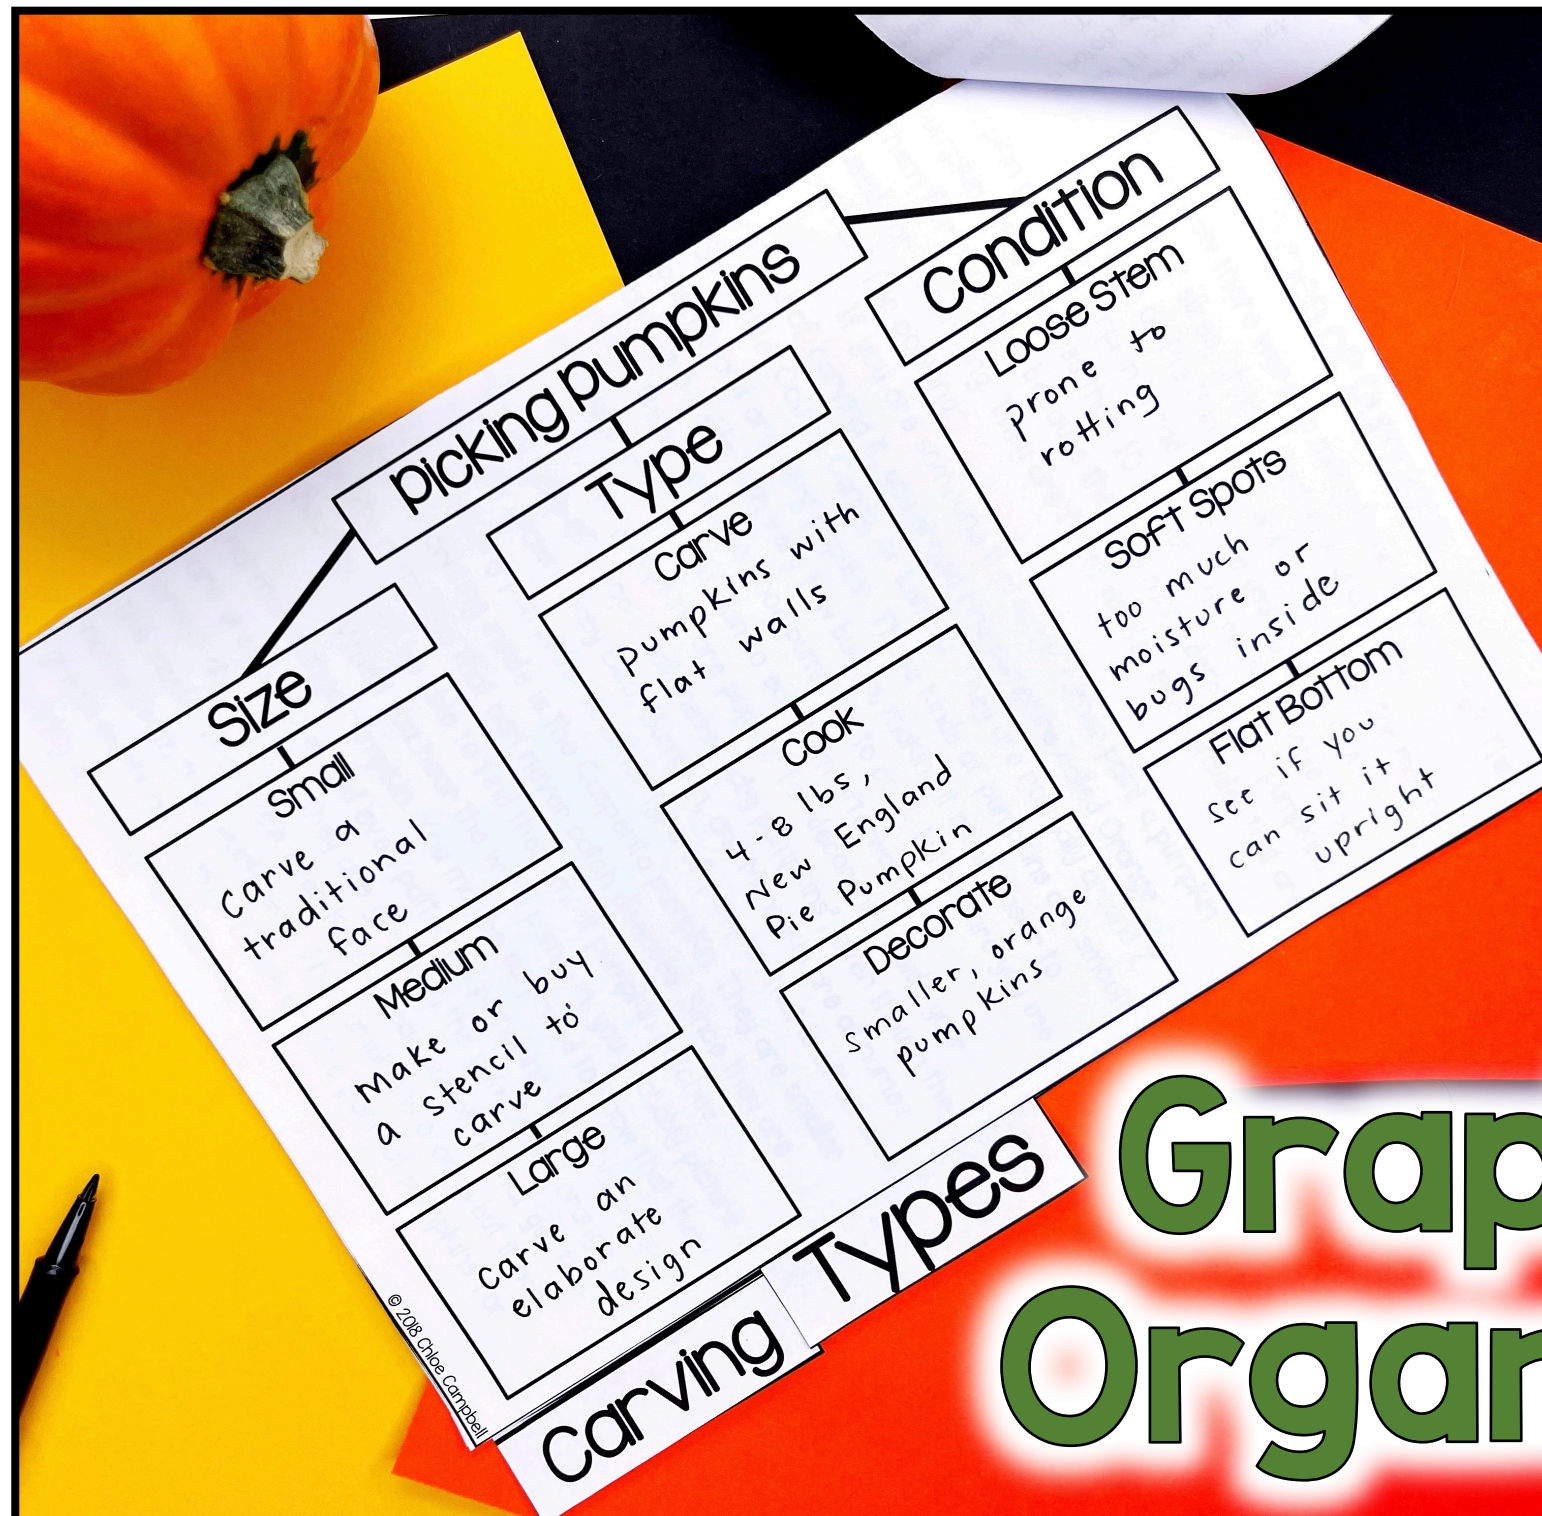 picking pumpkins
Size
Small
carve a
traditional
face
Medium
make or buy
a stencil to
carve
Large
carve an
elaborate
design
Type
Carve
pumpkins with
flat walls
Cook
4-8 lbs,
New England
Pie Pumpkin
Decorate
smaller, orange
pumpkins
Condition
Loose Stem
prone to
rotting
Soft Spots
too much
moisture or
bugs inside
Flat Bottom
see if you
can sit it
upright
Types
Carving
© 2018 Chloe Campbell
Grap
Organ